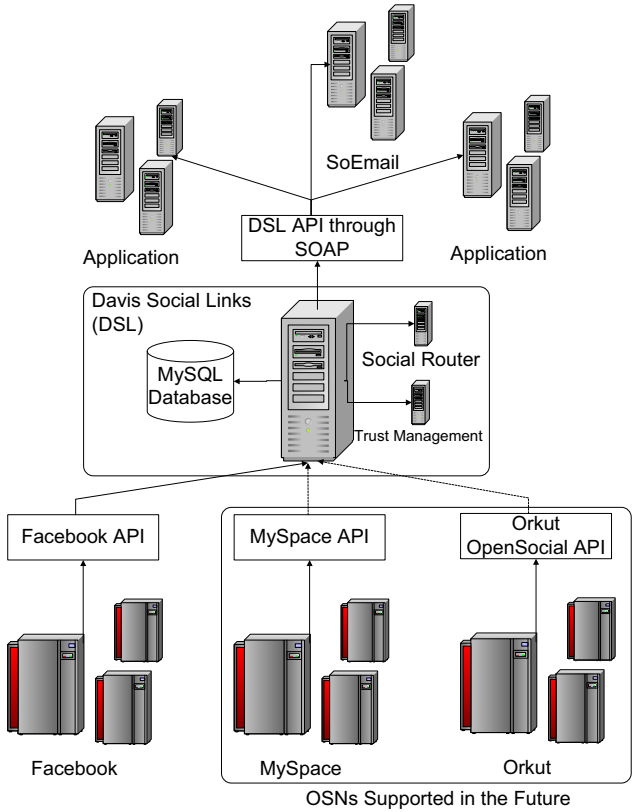 SoEmail
Application
Application
DSL API through
SOAP
Davis Social Links
(DSL)
MySQL
Database
Social Router
Trust Management
Facebook API
MySpace API
Orkut
OpenSocial API
Facebook
MySpace
Orkut
OSNs Supported in the Future